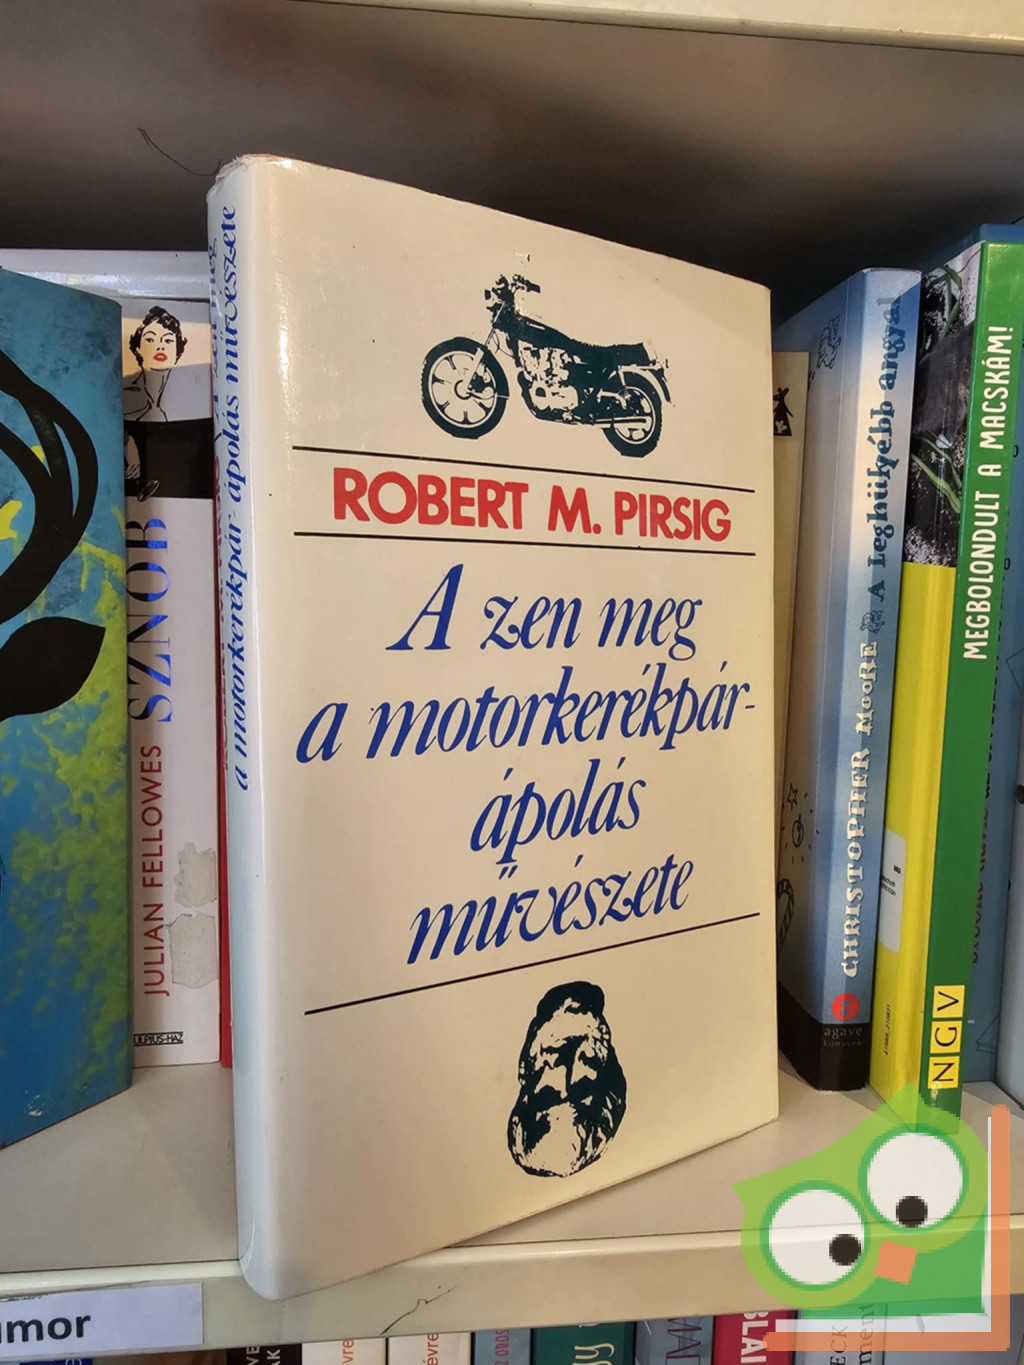 ROBERT M. PIRSIG
A zen meg
a motorkerékpár-
ápolás
művészete
a motorkerékpár-ápolás művészete
JULIAN FELLOWES SZNOB
CHRISTOPHER MOORE A Leghülyébb angyal
agave
könyvek
MEGBOLONDULT A MACSKÁM!
NGV